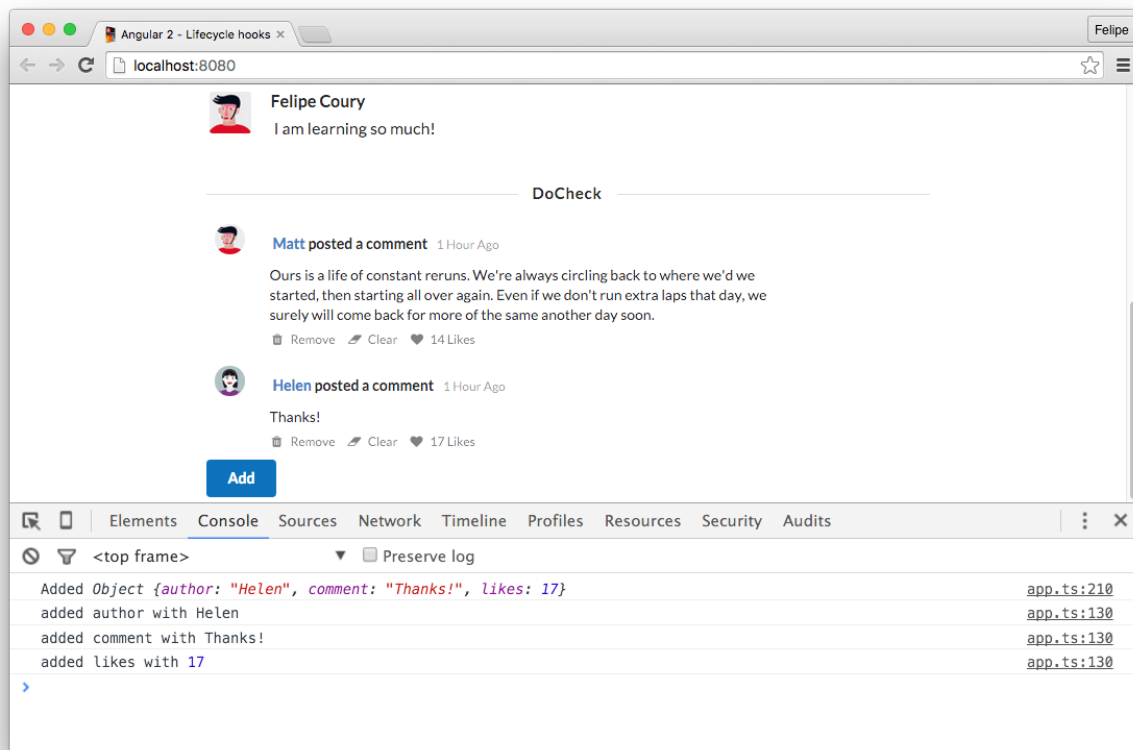 Angular 2 - Lifecycle hooks
Felipe
localhost:8080
Felipe Coury
I am learning so much!
DoCheck
Matt posted a comment 1 Hour Ago
Ours is a life of constant reruns. We're always circling back to where we'd we
started, then starting all over again. Even if we don't run extra laps that day, we
surely will come back for more of the same another day soon.
Remove Clear 14 Likes
Helen posted a comment 1 Hour Ago
Thanks!
Remove Clear 17 Likes
Add
Elements Console Sources Network Timeline Profiles Resources Security Audits
<top frame> Preserve log
Added Object {author: "Helen", comment: "Thanks!", likes: 17} app.ts:210
added author with Helen app.ts:130
added comment with Thanks! app.ts:130
added likes with 17 app.ts:130